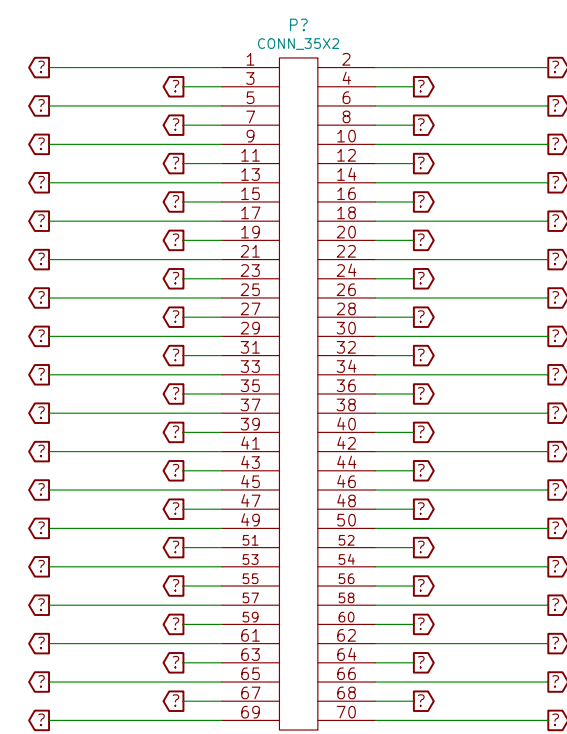 P?
CONN_35X2
? 1 2 ?
? 3 4 ?
? 5 6 ?
? 7 8 ?
? 9 10 ?
? 11 12 ?
? 13 14 ?
? 15 16 ?
? 17 18 ?
? 19 20 ?
? 21 22 ?
? 23 24 ?
? 25 26 ?
? 27 28 ?
? 29 30 ?
? 31 32 ?
? 33 34 ?
? 35 36 ?
? 37 38 ?
? 39 40 ?
? 41 42 ?
? 43 44 ?
? 45 46 ?
? 47 48 ?
? 49 50 ?
? 51 52 ?
? 53 54 ?
? 55 56 ?
? 57 58 ?
? 59 60 ?
? 61 62 ?
? 63 64 ?
? 65 66 ?
? 67 68 ?
? 69 70 ?